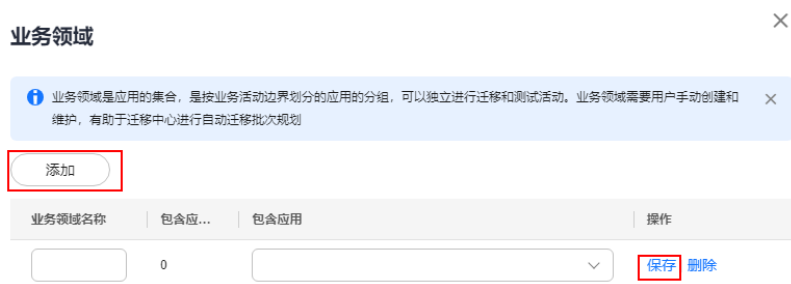 业务领域
业务领域是应用的集合，是按业务活动边界划分的应用的分组，可以独立进行迁移和测试活动。业务领域需要用户手动创建和
维护，有助于迁移中心进行自动迁移批次规划
添加
业务领域名称 包含应... 包含应用 操作
0 保存 删除